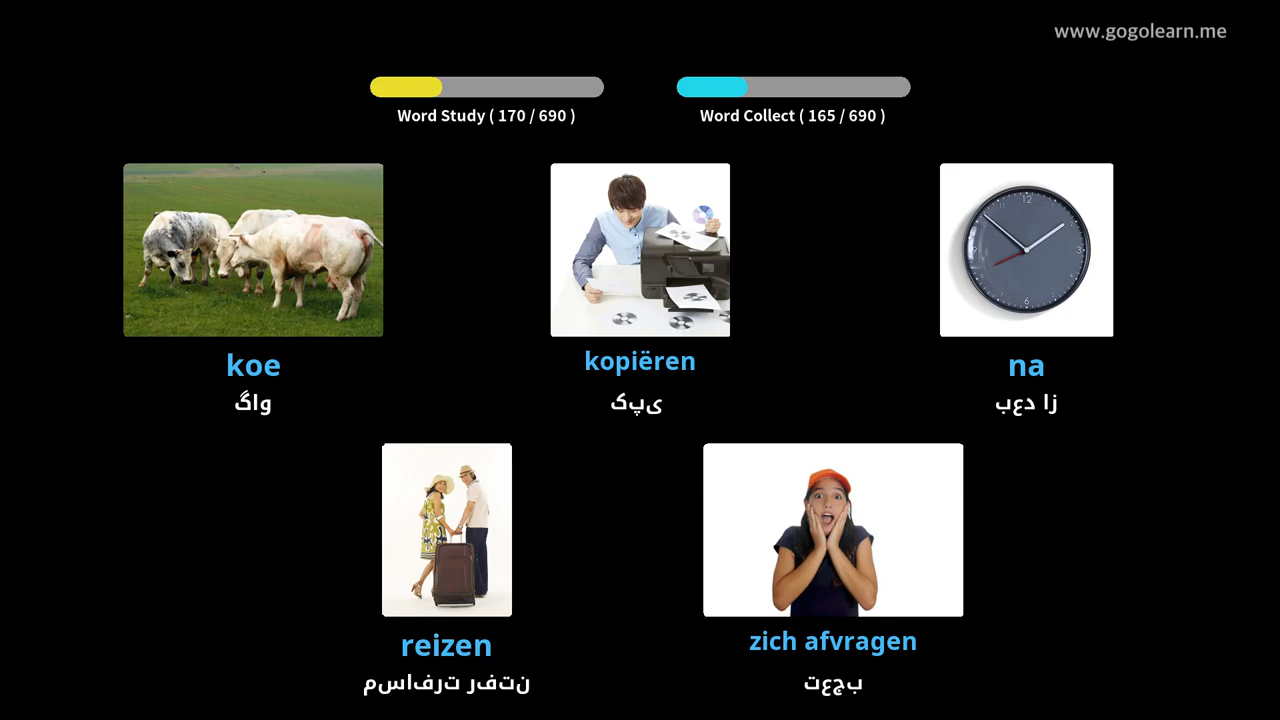 www.gogolearn.me
Word Study ( 170 / 690 )
Word Collect ( 165 / 690 )
koe
واگ
kopiëren
یپک
na
زا دعب
reizen
نتفر ترفاسم
zich afvragen
بجعت